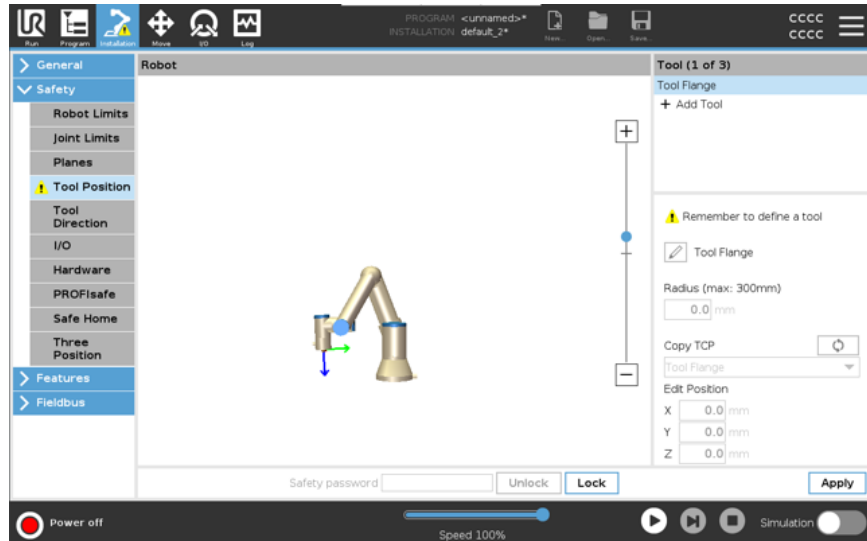 PROGRAM <unnamed>*
INSTALLATION default_2*
cccc
cccc
Run
Program
Installation
Move
I/O
Log
New...
Open...
Save...
General
Safety
Robot Limits
Joint Limits
Planes
Tool Position
Tool
Direction
I/O
Hardware
PROFIsafe
Safe Home
Three
Position
Features
Fieldbus
Robot
Tool (1 of 3)
Tool Flange
+ Add Tool
Remember to define a tool
Tool Flange
Radius (max: 300mm)
0.0 mm
Copy TCP
Tool Flange
Edit Position
X 0.0 mm
Y 0.0 mm
Z 0.0 mm
Safety password
Unlock
Lock
Apply
Power off
Speed 100%
Simulation